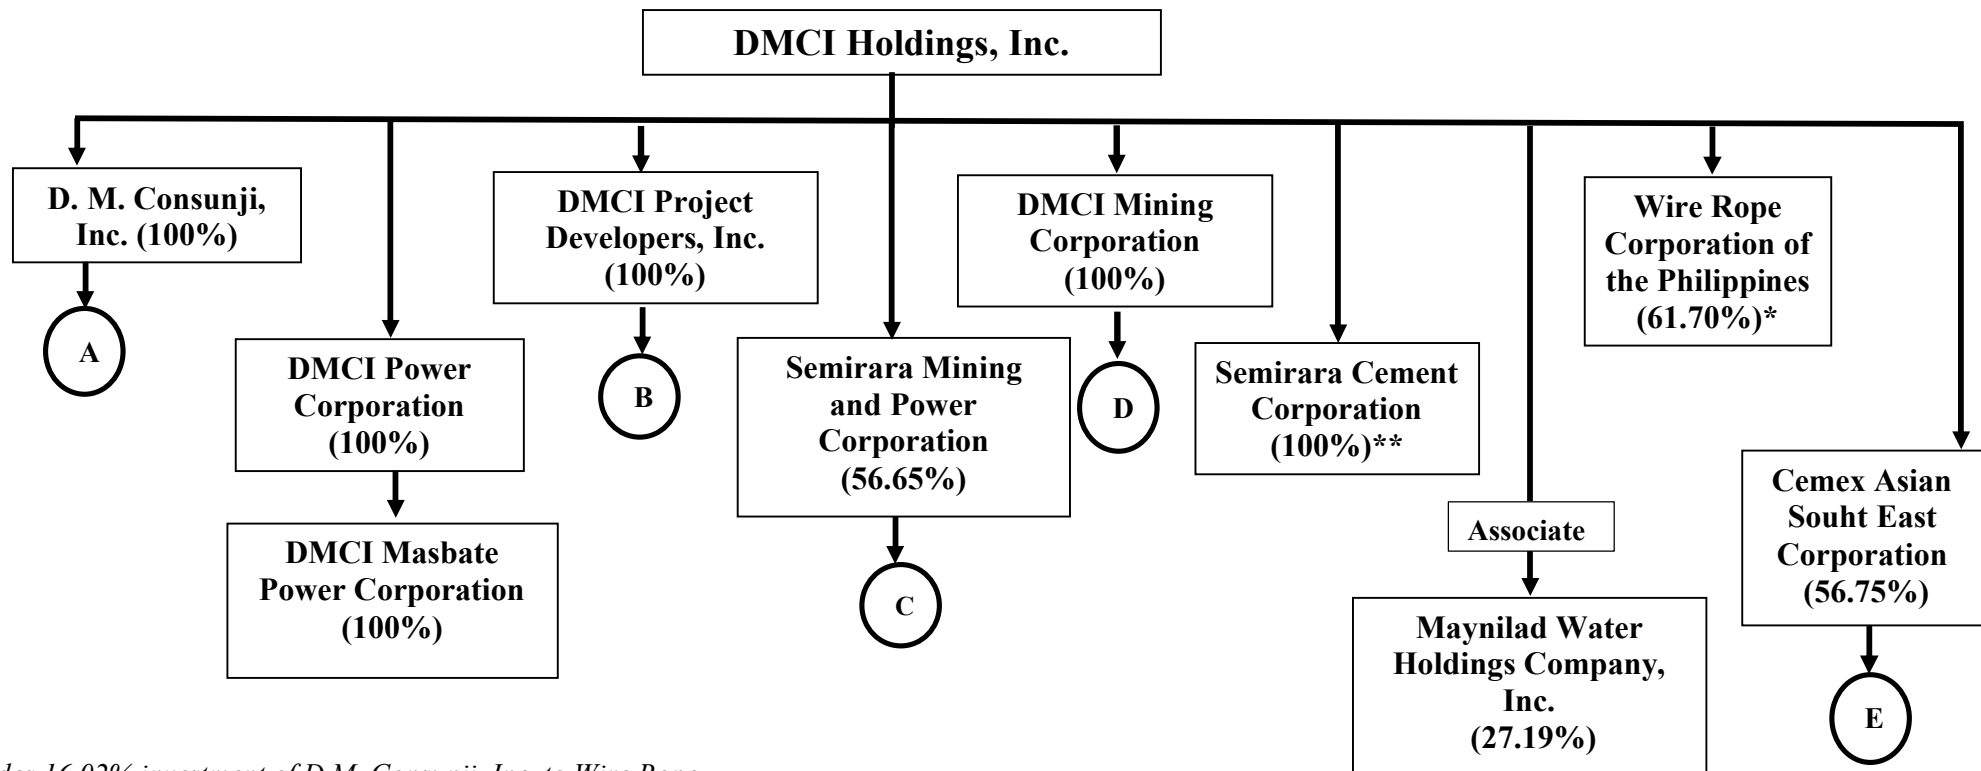 DMCI Holdings, Inc.
D. M. Consunji,
Inc. (100%)
A
DMCI Power
Corporation
(100%)
DMCI Masbate
Power Corporation
(100%)
DMCI Project
Developers, Inc.
(100%)
B
Semirara Mining
and Power
Corporation
(56.65%)
C
DMCI Mining
Corporation
(100%)
D
Semirara Cement
Corporation
(100%)**
Associate
Maynilad Water
Holdings Company,
Inc.
(27.19%)
Wire Rope
Corporation of
the Philippines
(61.70%)*
Cemex Asian
Souht East
Corporation
(56.75%)
E
16.02% investment of D.M. Consunji, Inc. to Wire Rope